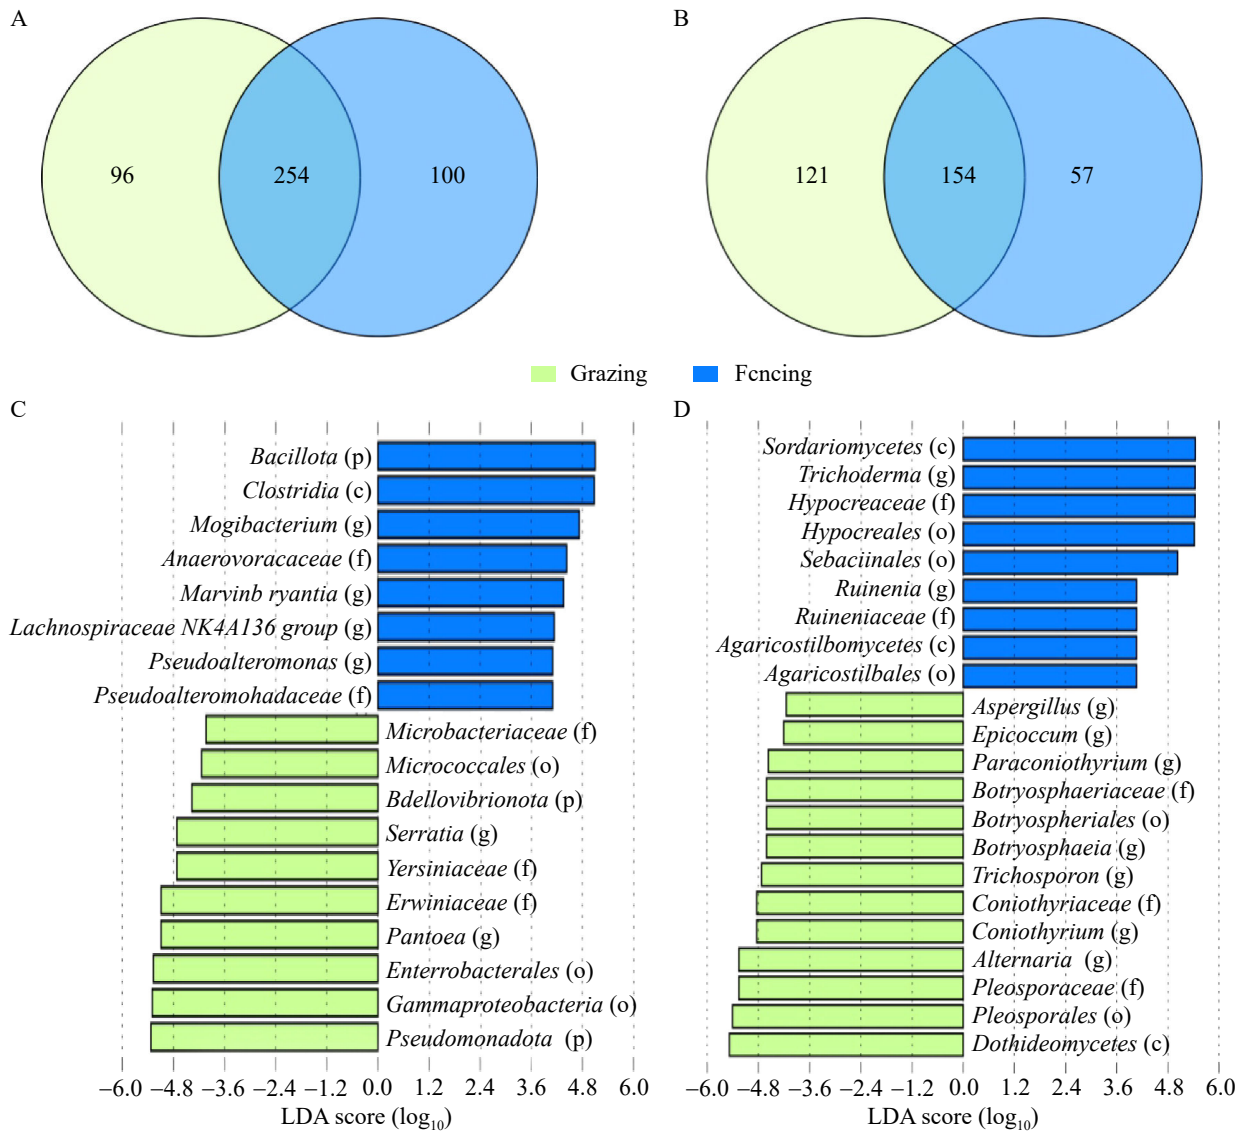 A
B
96
254
100
121
154
57
Grazing
Fcncing
C
D
Bacillota (p)
Clostridia (c)
Mogibacterium (g)
Anaerovoracaceae (f)
Marvinb ryantia (g)
Lachnospiraceae NK4A136 group (g)
Pseudoalteromonas (g)
Pseudoalteromohadaceae (f)
Microbacteriaceae (f)
Micrococcales (o)
Bdellovibrionota (p)
Serratia (g)
Yersiniaceae (f)
Erwiniaceae (f)
Pantoea (g)
Enterrobacterales (o)
Gammaproteobacteria (o)
Pseudomonadota (p)
−6.0 −4.8 −3.6 −2.4 −1.2 0.0 1.2 2.4 3.6 4.8 6.0
LDA score (log10)
Sordariomycetes (c)
Trichoderma (g)
Hypocreaceae (f)
Hypocreales (o)
Sebaciinales (o)
Ruinenia (g)
Ruineniaceae (f)
Agaricostilbomycetes (c)
Agaricostilbales (o)
Aspergillus (g)
Epicoccum (g)
Paraconiothyrium (g)
Botryosphaeriaceae (f)
Botryospheriales (o)
Botryosphaeia (g)
Trichosporon (g)
Coniothyriaceae (f)
Coniothyrium (g)
Alternaria (g)
Pleosporaceae (f)
Pleosporales (o)
Dothideomycetes (c)
−6.0 −4.8 −3.6 −2.4 −1.2 0.0 1.2 2.4 3.6 4.8 6.0
LDA score (log10)